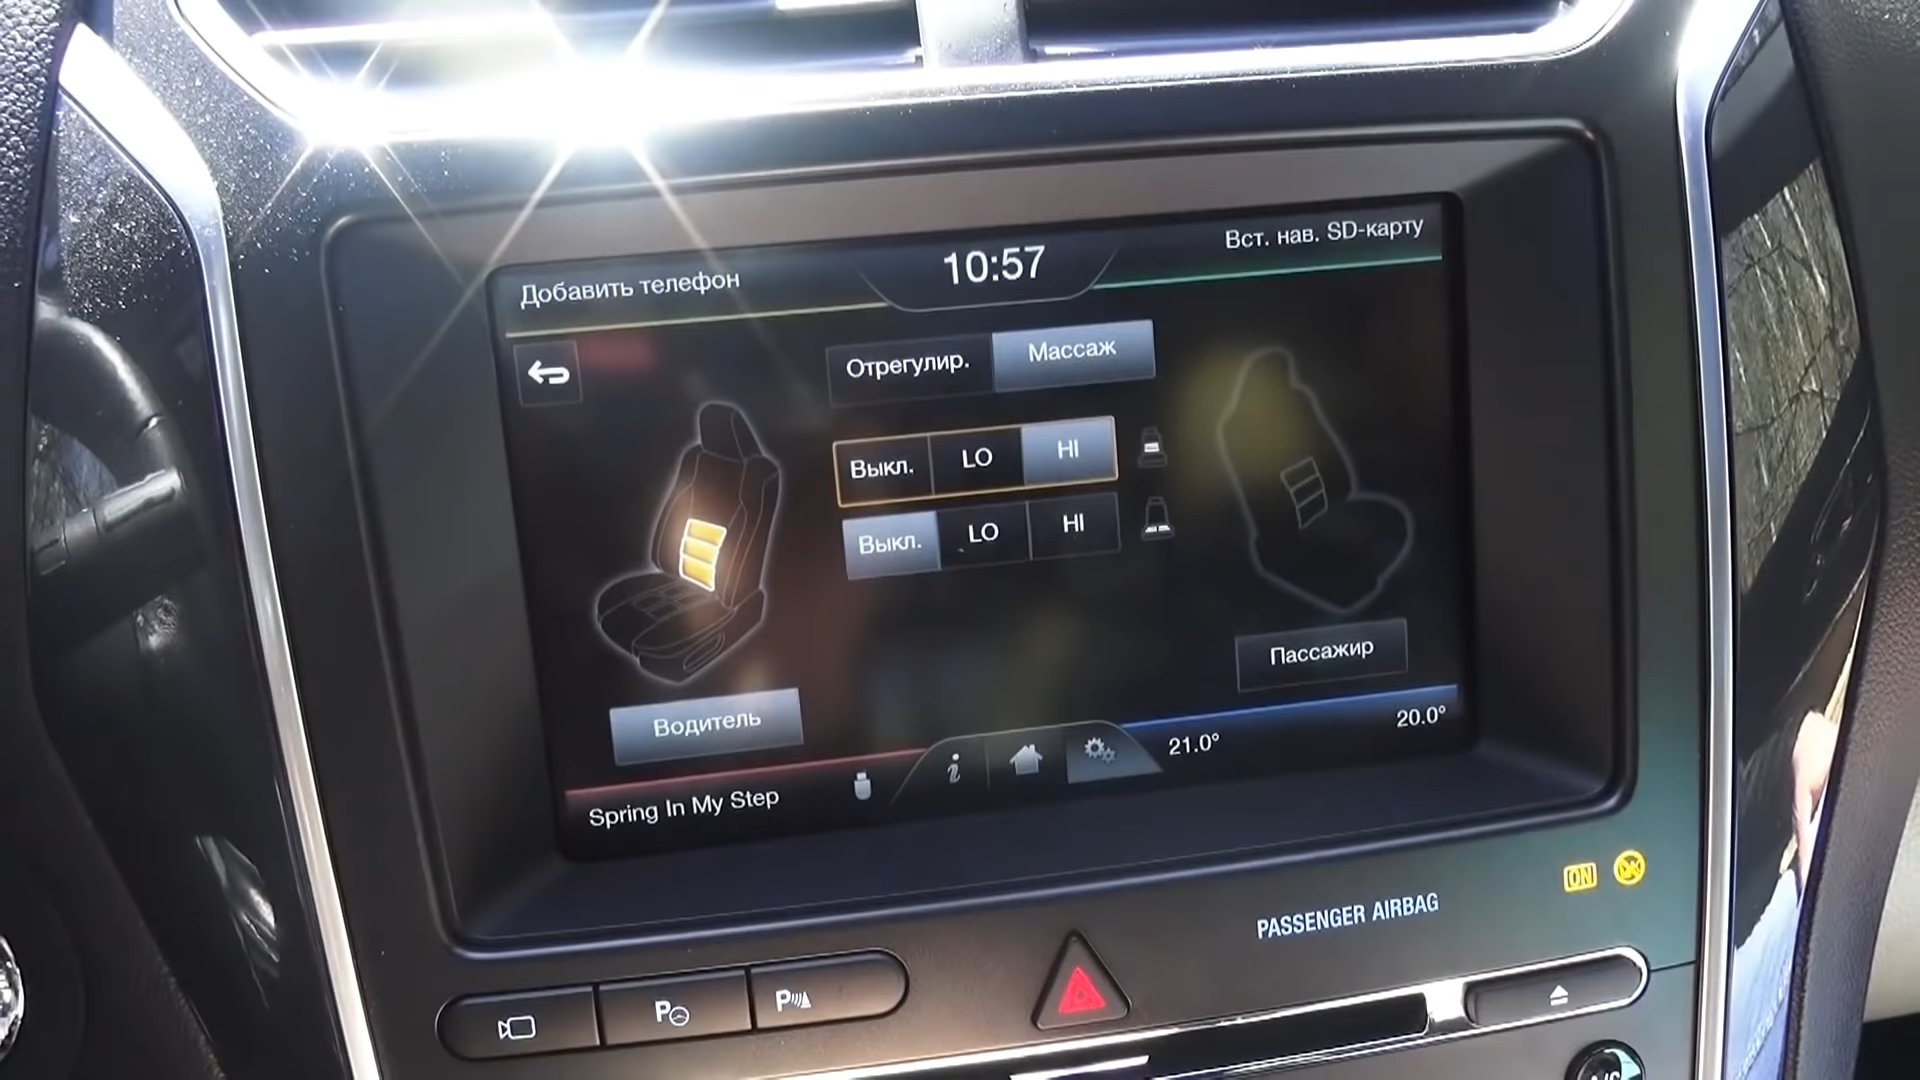 Добавить телефон
10:57
Вст. нав. SD-карту
Отрегулир.
Массаж
Выкл. LO HI
Выкл. LO HI
Водитель
Пассажир
Spring In My Step
21.0°
20.0°
PASSENGER AIRBAG
ON
P
P